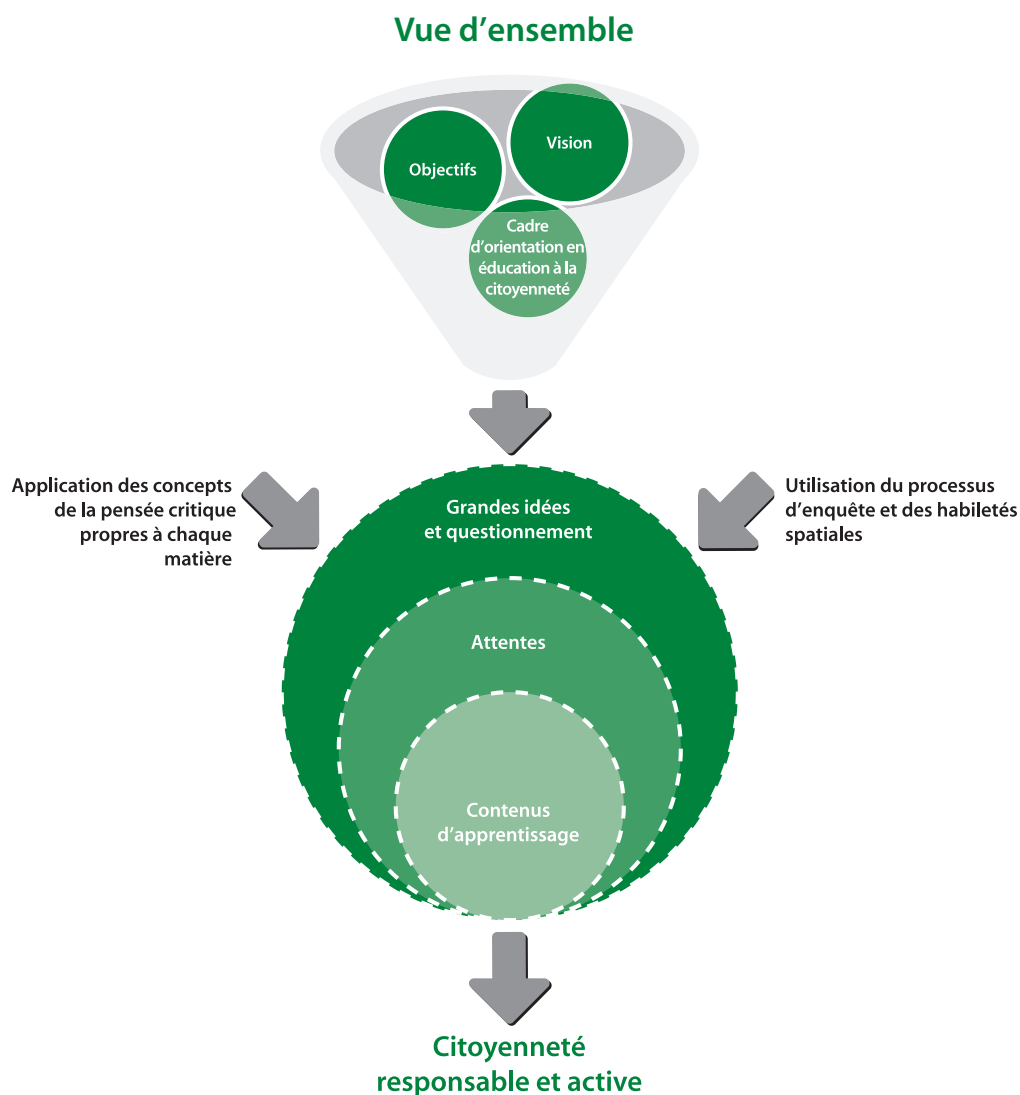 Vue d’ensemble
Objectifs
Vision
Cadre
d’orientation en
éducation à la
citoyenneté
Application des concepts
de la pensée critique
propres à chaque
matière
Grandes idées
et questionnement
Utilisation du processus
d’enquête et des habiletés
spatiales
Attentes
Contenus
d’apprentissage
Citoyenneté
responsable et active